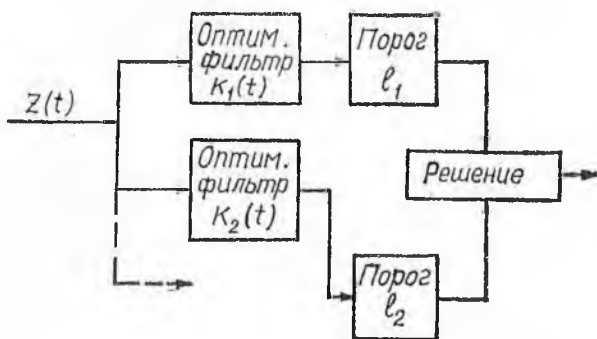 Z(t)
Оптим.
фильтр
K₁(t)
Порог
ℓ₁
Оптим.
фильтр
K₂(t)
Решение
Порог
ℓ₂